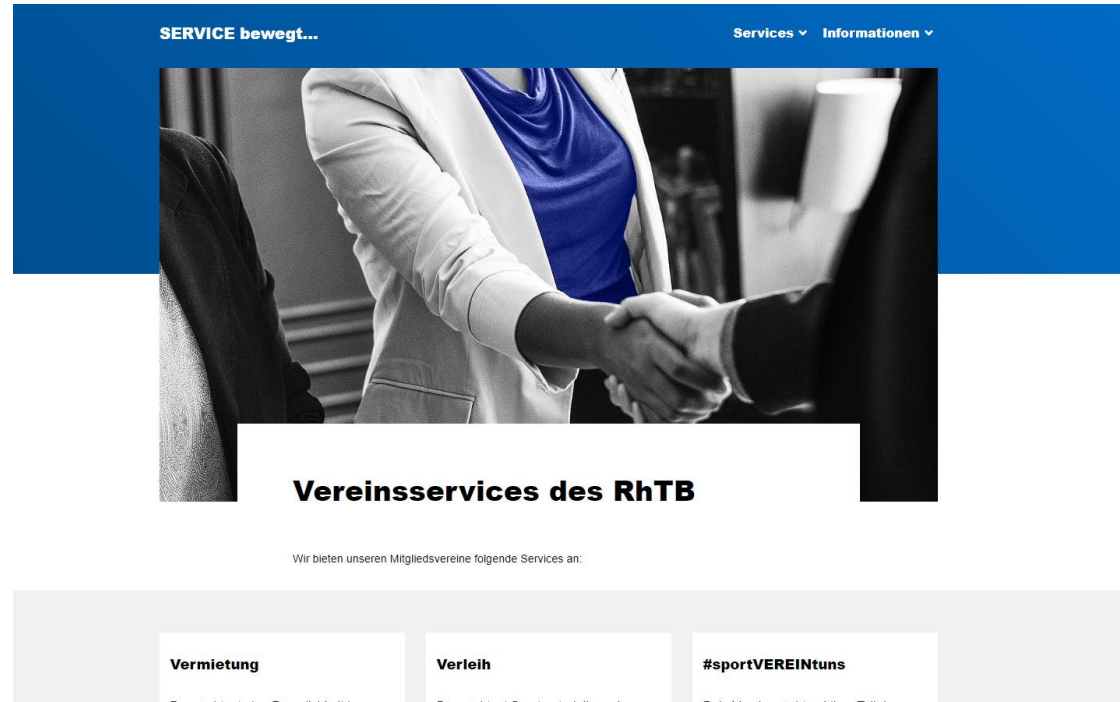 SERVICE bewegt...
Services
Informationen
Vereinsservices des RhTB
Wir bieten unseren Mitgliedsvereine folgende Services an:
Vermietung
Verleih
#sportVEREINtuns